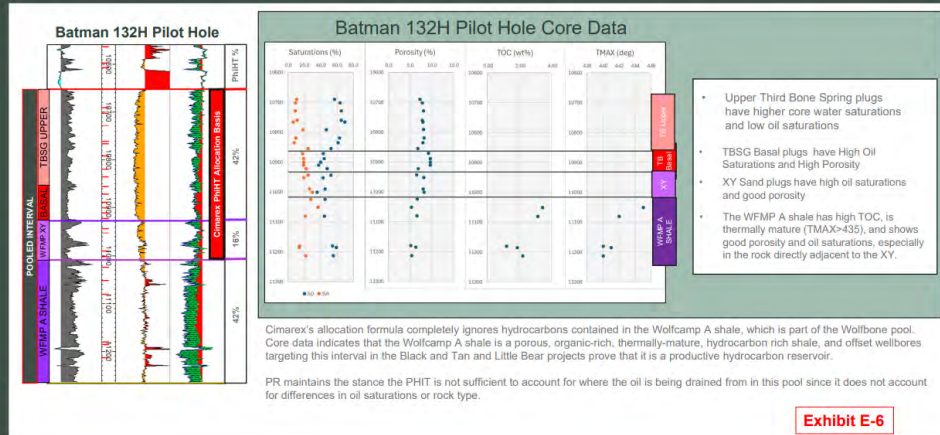 Batman 132H Pilot Hole
PhiHT %
POOLED INTERVAL
TBSG UPPER
BASAL
WFMP XY
WFMP A SHALE
Cimarex PhiHT Allocation Basis
42%
16%
42%
Batman 132H Pilot Hole Core Data
Saturations (%)
Porosity (%)
TOC (wt%)
TMAX (deg)
TB Upper
TB Basal
XY
WFMP A SHALE
• Upper Third Bone Spring plugs
have higher core water saturations
and low oil saturations
• TBSG Basal plugs have High Oil
Saturations and High Porosity
• XY Sand plugs have high oil saturations
and good porosity
• The WFMP A shale has high TOC, is
thermally mature (TMAX>435), and shows
good porosity and oil saturations, especially
in the rock directly adjacent to the XY.
Cimarex's allocation formula completely ignores hydrocarbons contained in the Wolfcamp A shale, which is part of the Wolfbone pool.
Core data indicates that the Wolfcamp A shale is a porous, organic-rich, thermally-mature, hydrocarbon rich shale, and offset wellbores
targeting this interval in the Black and Tan and Little Bear projects prove that it is a productive hydrocarbon reservoir.
PR maintains the stance the PHIT is not sufficient to account for where the oil is being drained from in this pool since it does not account
for differences in oil saturations or rock type.
Exhibit E-6